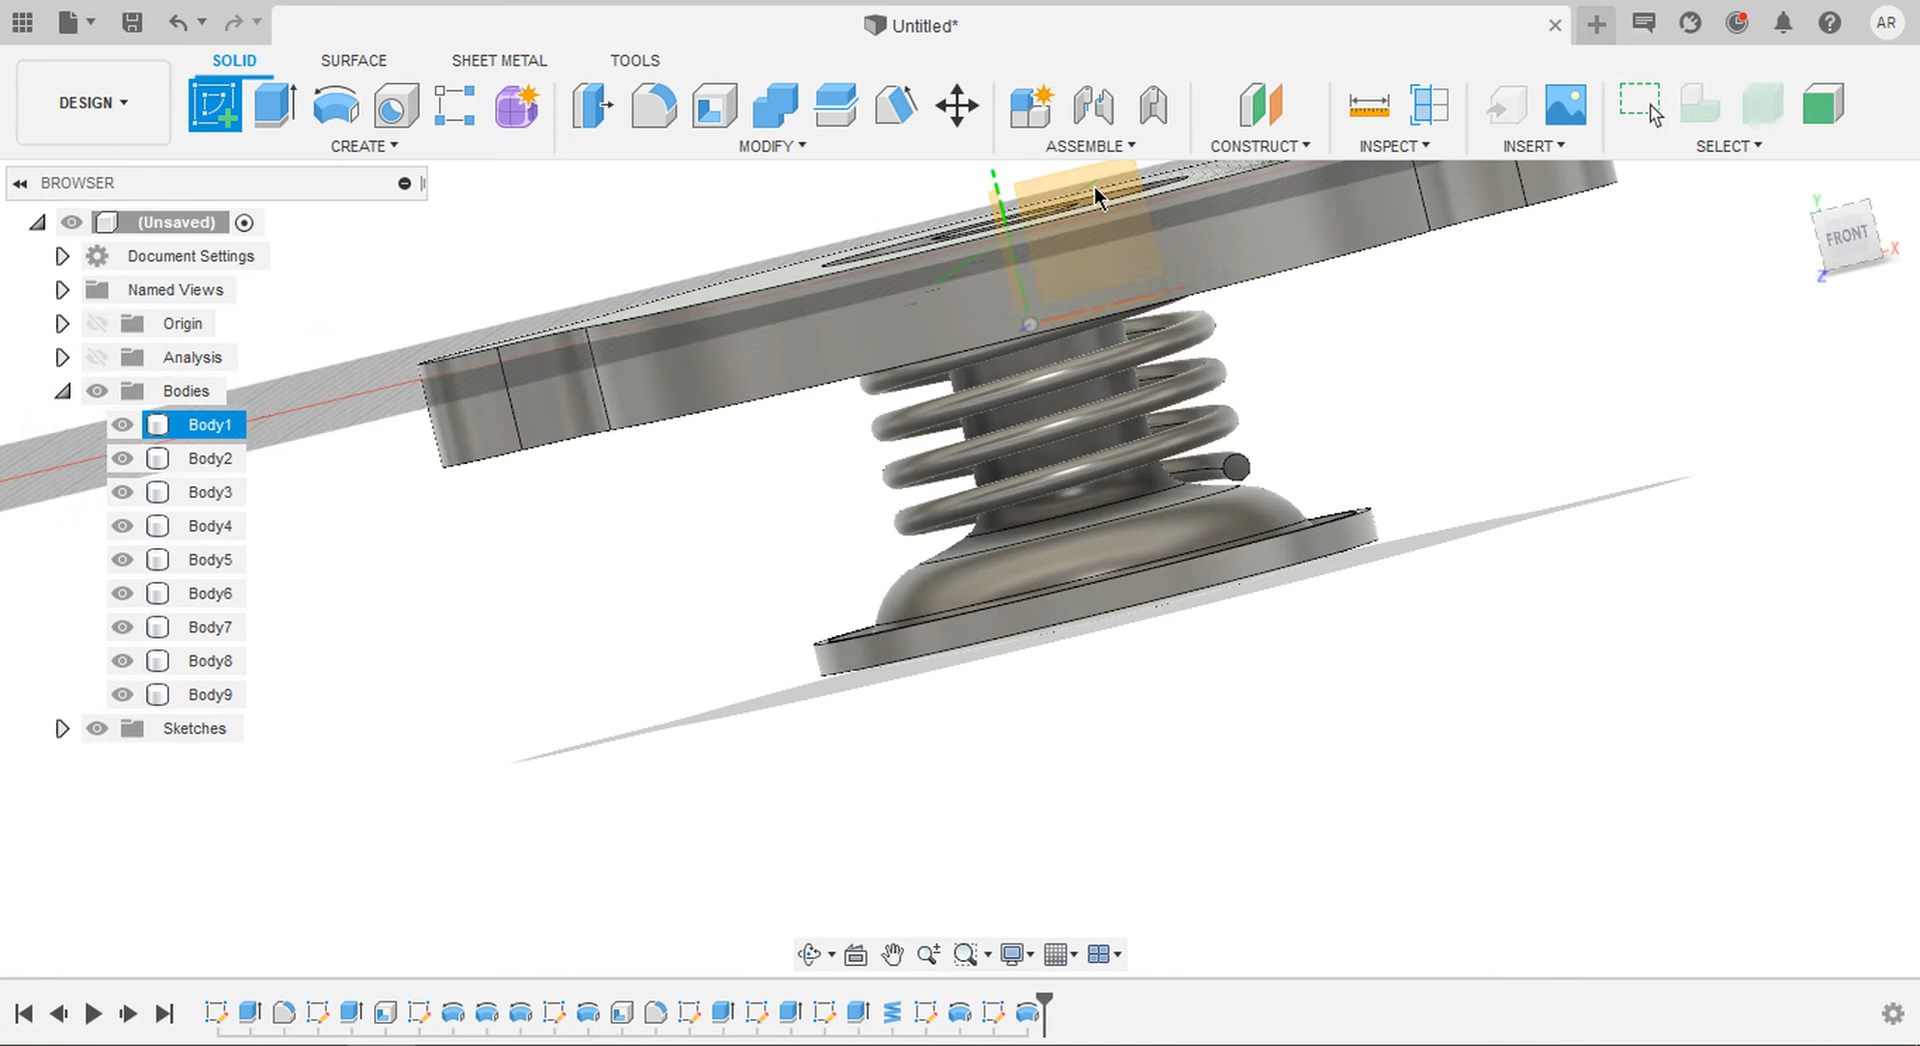 Untitled*
AR
DESIGN
SOLID
SURFACE
SHEET METAL
TOOLS
CREATE
MODIFY
ASSEMBLE
CONSTRUCT
INSPECT
INSERT
SELECT
BROWSER
(Unsaved)
Document Settings
Named Views
Origin
Analysis
Bodies
Body1
Body2
Body3
Body4
Body5
Body6
Body7
Body8
Body9
Sketches
Y
FRONT
X
Z